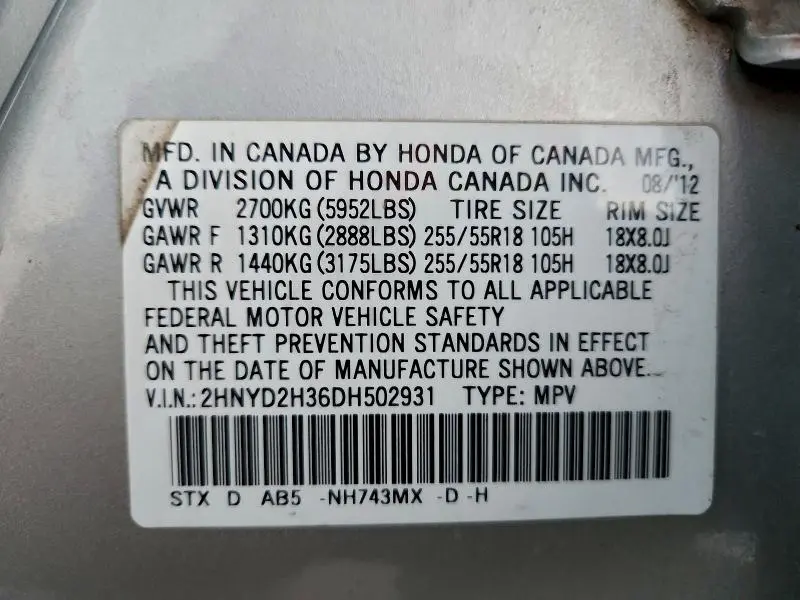 MFD. IN CANADA BY HONDA OF CANADA MFG.,
A DIVISION OF HONDA CANADA INC. 08/'12
GVWR 2700KG (5952LBS) TIRE SIZE RIM SIZE
GAWR F 1310KG (2888LBS) 255/55R18 105H 18X8.0J
GAWR R 1440KG (3175LBS) 255/55R18 105H 18X8.0J
THIS VEHICLE CONFORMS TO ALL APPLICABLE
FEDERAL MOTOR VEHICLE SAFETY
AND THEFT PREVENTION STANDARDS IN EFFECT
ON THE DATE OF MANUFACTURE SHOWN ABOVE.
V.I.N.: 2HNYD2H36DH502931 TYPE: MPV
STX D AB5 -NH743MX -D -H